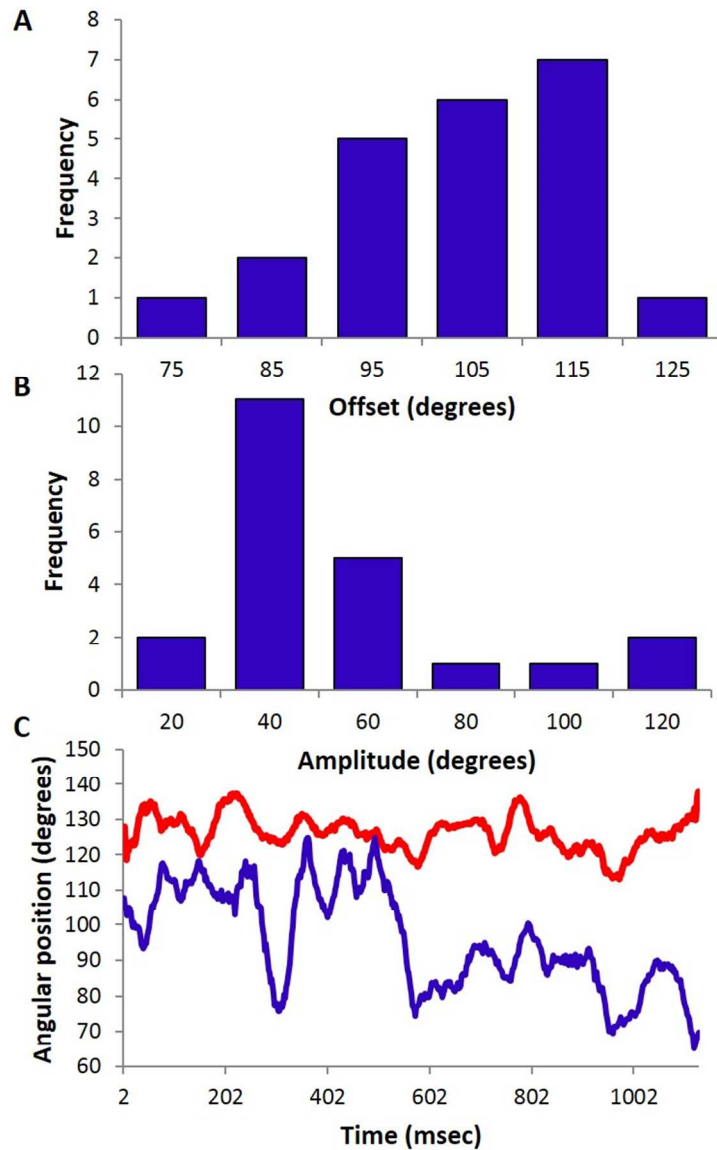 A
8
7
6
5
4
3
2
1
0
Frequency
75 85 95 105 115 125
Offset (degrees)
B
12
10
8
6
4
2
0
Frequency
20 40 60 80 100 120
Amplitude (degrees)
C
150
140
130
120
110
100
90
80
70
60
Angular position (degrees)
2 202 402 602 802 1002
Time (msec)